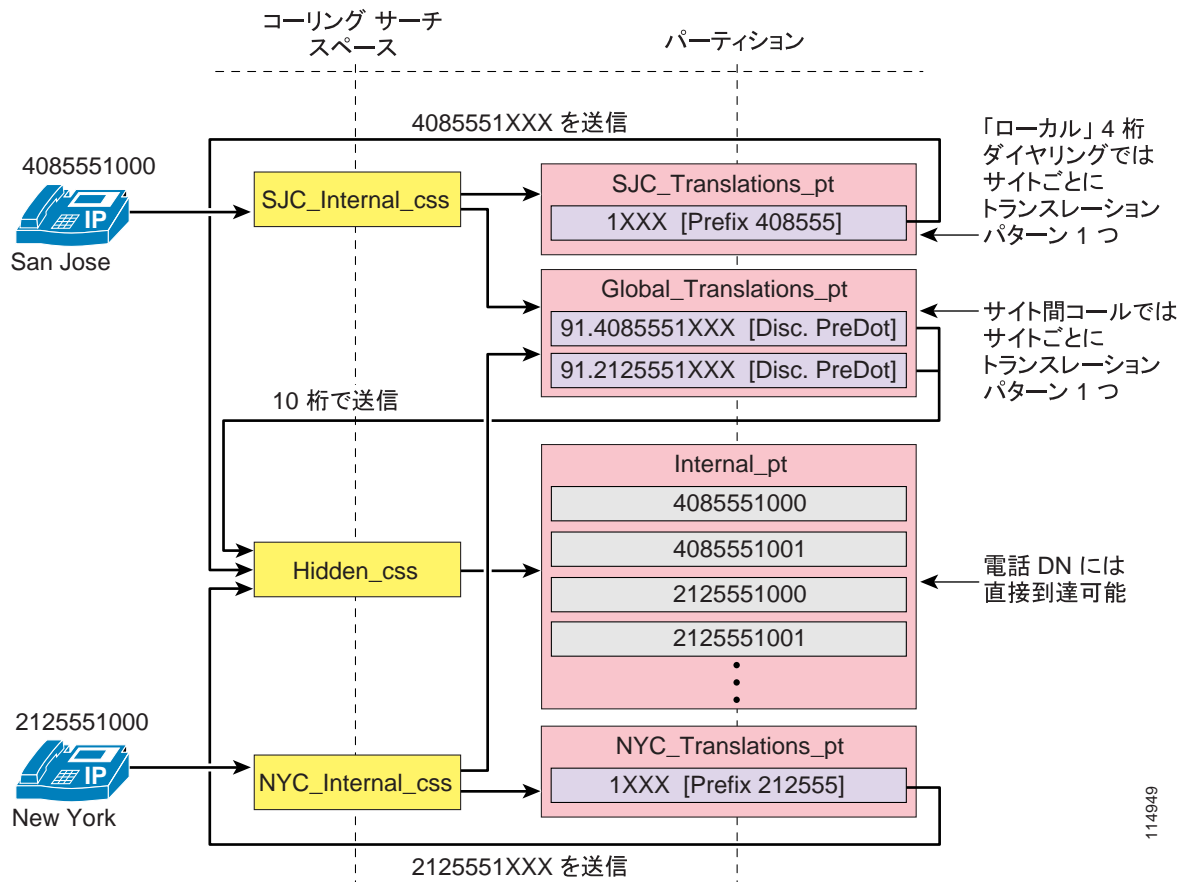 コーリング サーチ
スペース
パーティション
4085551XXX を送信
「ローカル」 4 桁
ダイヤリングでは
サイトごとに
トランスレーション
パターン 1 つ
4085551000
IP
San Jose
SJC_Internal_css
SJC_Translations_pt
1XXX [Prefix 408555]
Global_Translations_pt
91.4085551XXX [Disc. PreDot]
91.2125551XXX [Disc. PreDot]
サイト間コールでは
サイトごとに
トランスレーション
パターン 1 つ
10 桁で送信
Hidden_css
Internal_pt
4085551000
4085551001
2125551000
2125551001
電話 DN には
直接到達可能
2125551000
IP
New York
NYC_Internal_css
NYC_Translations_pt
1XXX [Prefix 212555]
2125551XXX を送信
114949